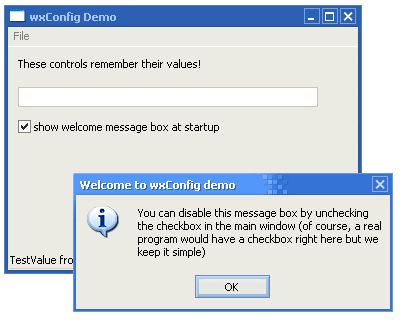 wxConfig Demo
File
These controls remember their values!
show welcome message box at startup
Welcome to wxConfig demo
You can disable this message box by unchecking
the checkbox in the main window (of course, a real
program would have a checkbox right here but we
keep it simple)
OK
TestValue fro